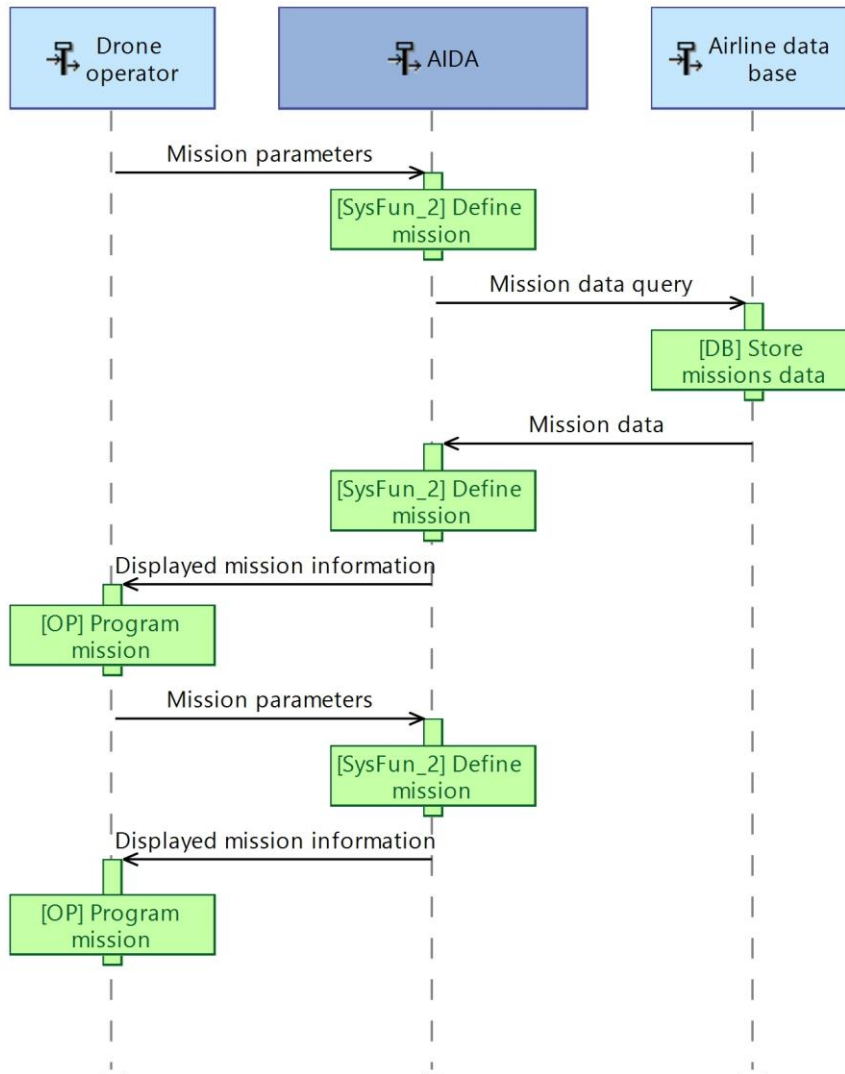 Drone
operator
AIDA
Airline data
base
Mission parameters
[SysFun_2] Define
mission
Mission data query
[DB] Store
missions data
Mission data
[SysFun_2] Define
mission
Displayed mission information
[OP] Program
mission
Mission parameters
[SysFun_2] Define
mission
Displayed mission information
[OP] Program
mission